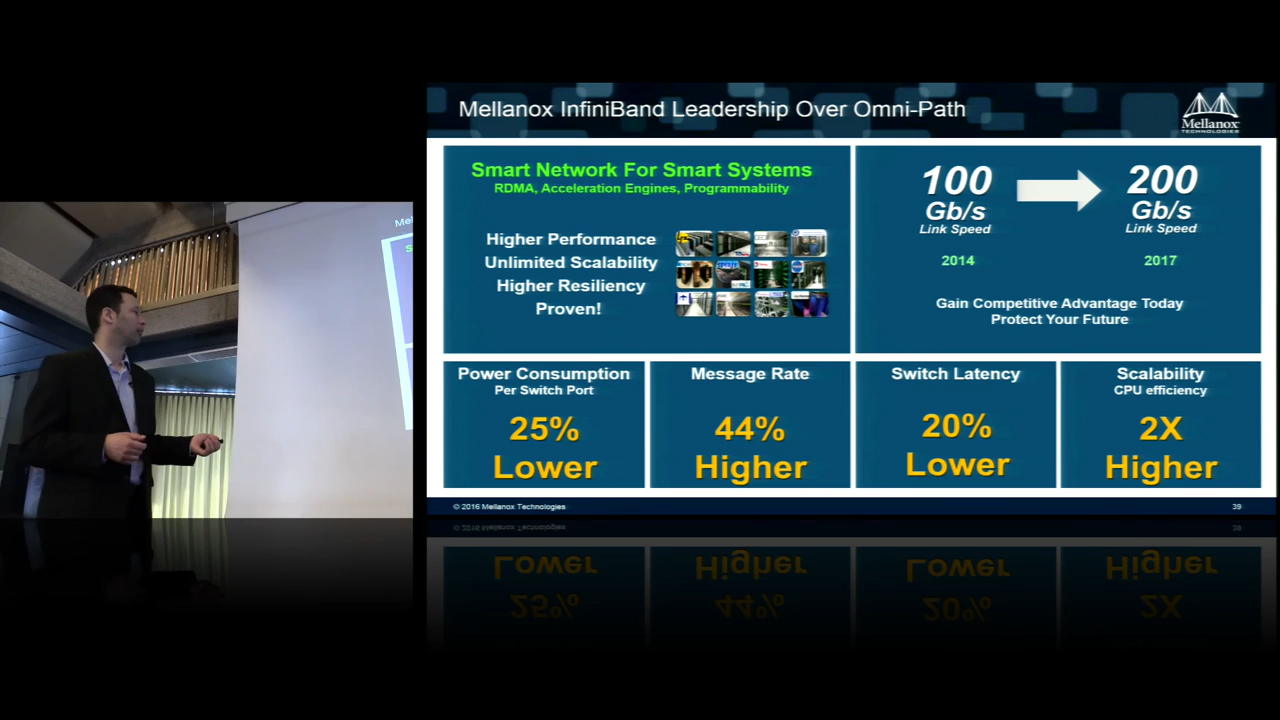 Mellanox InfiniBand Leadership Over Omni-Path
Mellanox
TECHNOLOGIES
Smart Network For Smart Systems
RDMA, Acceleration Engines, Programmability
Higher Performance
Unlimited Scalability
Higher Resiliency
Proven!
100
Gb/s
Link Speed
2014
200
Gb/s
Link Speed
2017
Gain Competitive Advantage Today
Protect Your Future
Power Consumption
Per Switch Port
25%
Lower
Message Rate
44%
Higher
Switch Latency
20%
Lower
Scalability
CPU efficiency
2X
Higher
© 2016 Mellanox Technologies
39